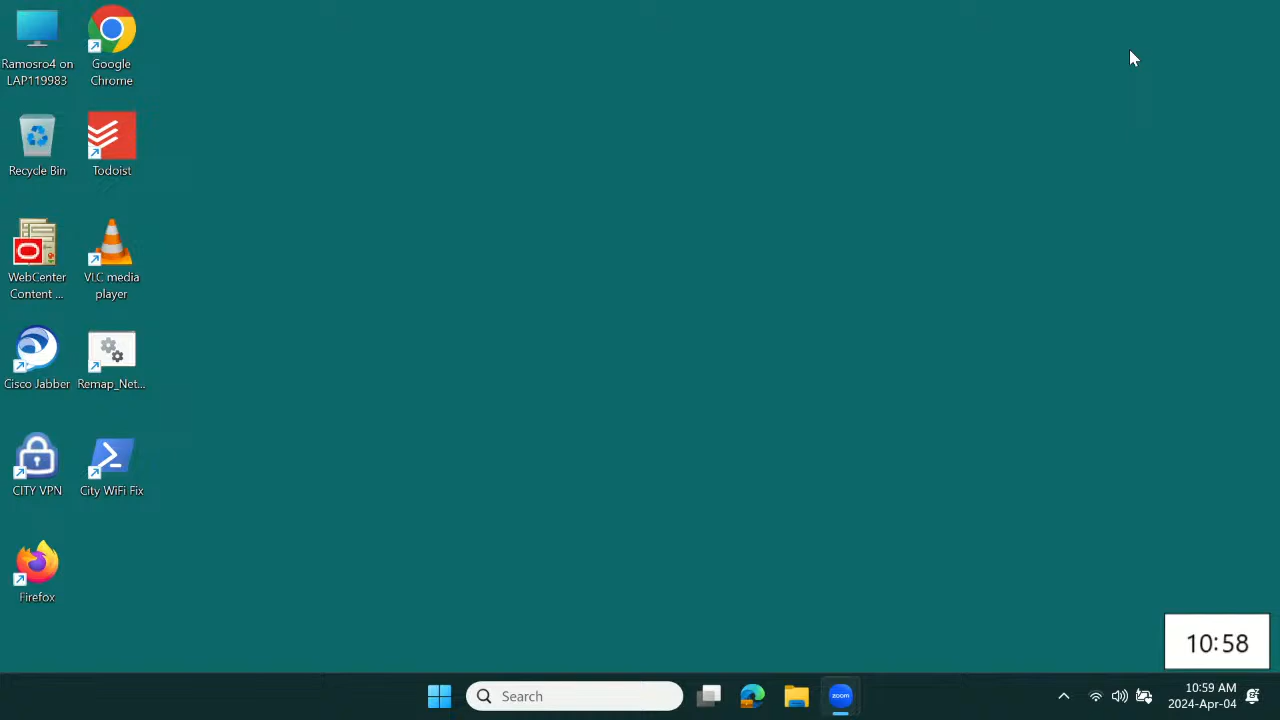 Ramosro4 on
LAP119983
Google
Chrome
Recycle Bin
Todoist
WebCenter
Content ...
VLC media
player
Cisco Jabber
Remap_Net...
CITY VPN
City WiFi Fix
Firefox
10:58
Search
zoom
10:59 AM
2024-Apr-04